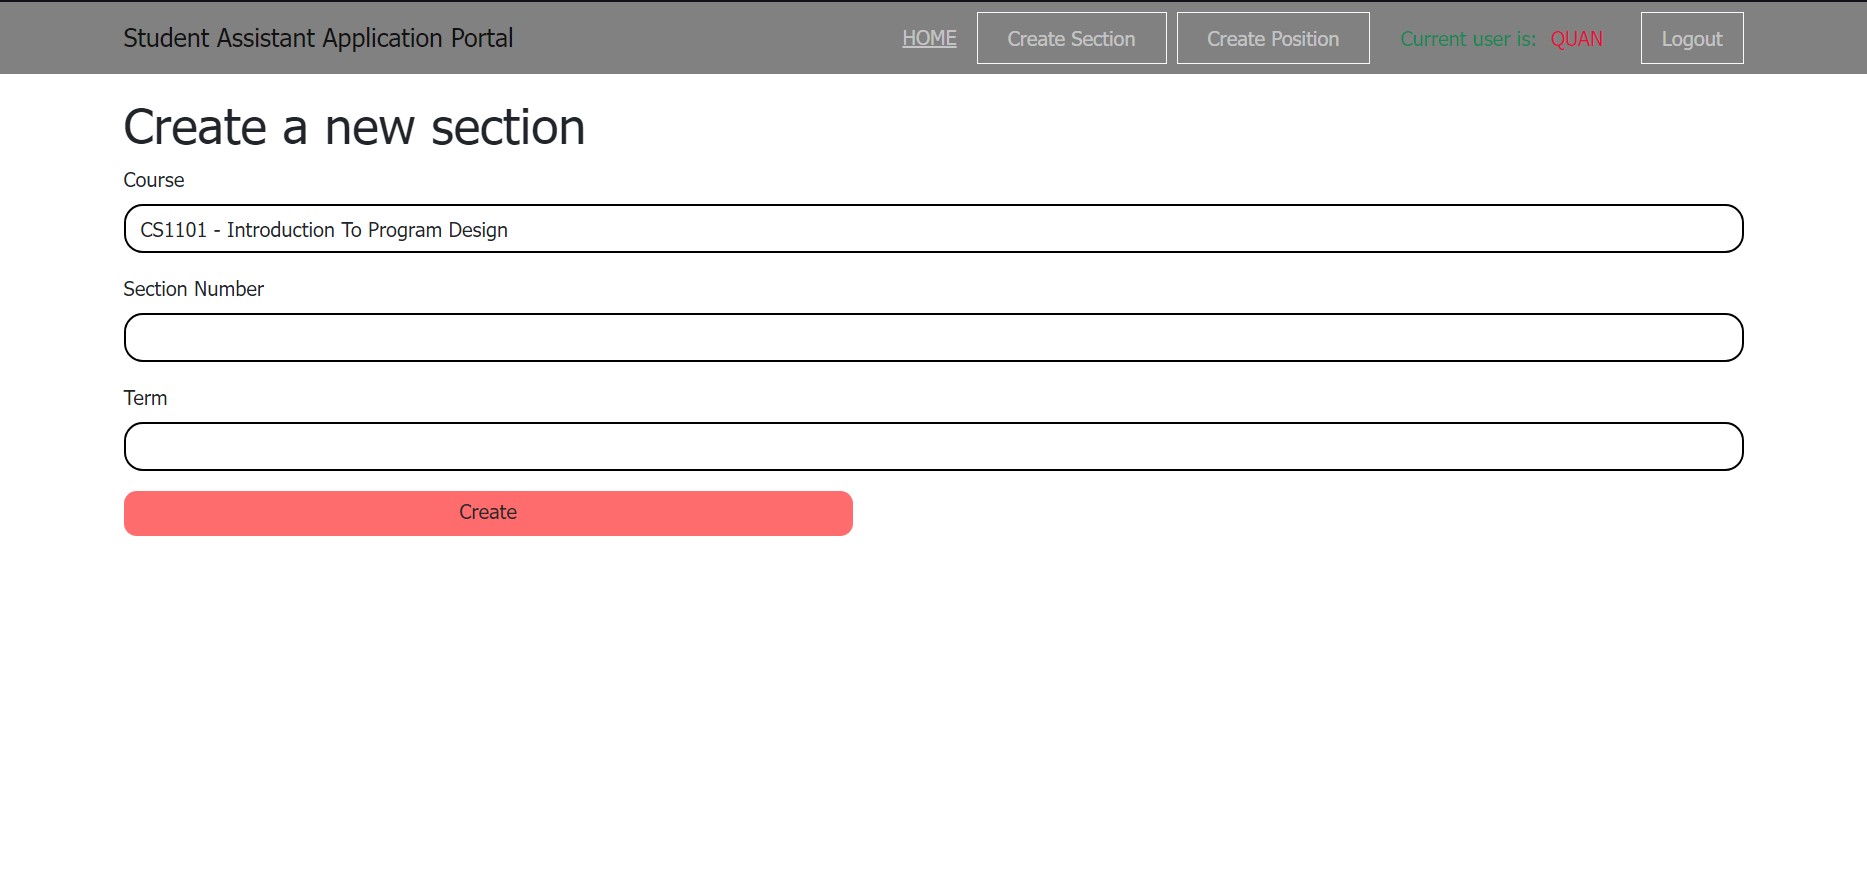 Student Assistant Application Portal HOME Create Section Create Position Current user is: QUAN Logout
Create a new section
Course
CS1101 - Introduction To Program Design
Section Number
Term
Create